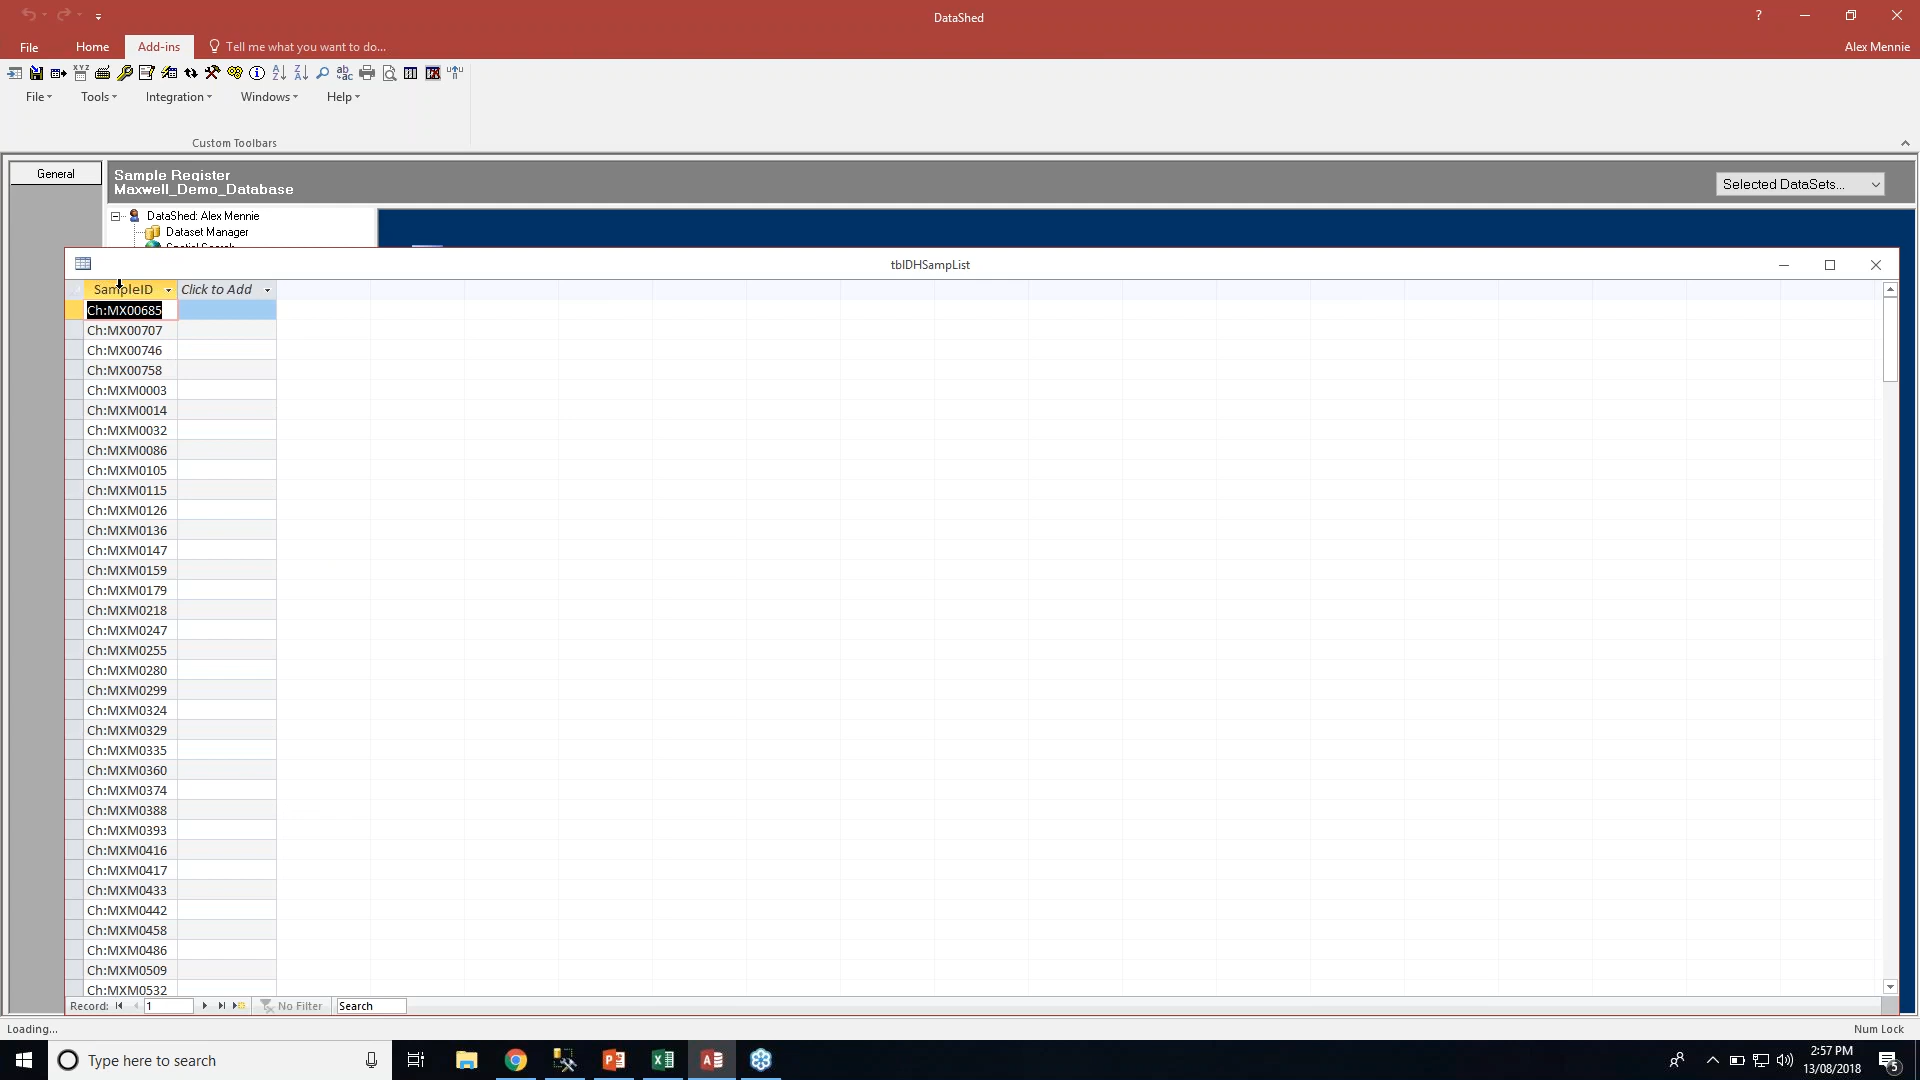 DataShed
File Home Add-ins Tell me what you want to do...
Alex Mennie
File Tools Integration Windows Help
Custom Toolbars
General
Sample Register
Maxwell_Demo_Database
Selected DataSets...
DataShed: Alex Mennie
Dataset Manager
Spatial Search
tblDHSampList
SampleID Click to Add
Ch:MX00685
Ch:MX00707
Ch:MX00746
Ch:MX00758
Ch:MXM0003
Ch:MXM0014
Ch:MXM0032
Ch:MXM0086
Ch:MXM0105
Ch:MXM0115
Ch:MXM0126
Ch:MXM0136
Ch:MXM0147
Ch:MXM0159
Ch:MXM0179
Ch:MXM0218
Ch:MXM0247
Ch:MXM0255
Ch:MXM0280
Ch:MXM0299
Ch:MXM0324
Ch:MXM0329
Ch:MXM0335
Ch:MXM0360
Ch:MXM0374
Ch:MXM0388
Ch:MXM0393
Ch:MXM0416
Ch:MXM0417
Ch:MXM0433
Ch:MXM0442
Ch:MXM0458
Ch:MXM0486
Ch:MXM0509
Ch:MXM0532
Record: 1 No Filter Search
Loading... Num Lock
Type here to search
2:57 PM
13/08/2018
5